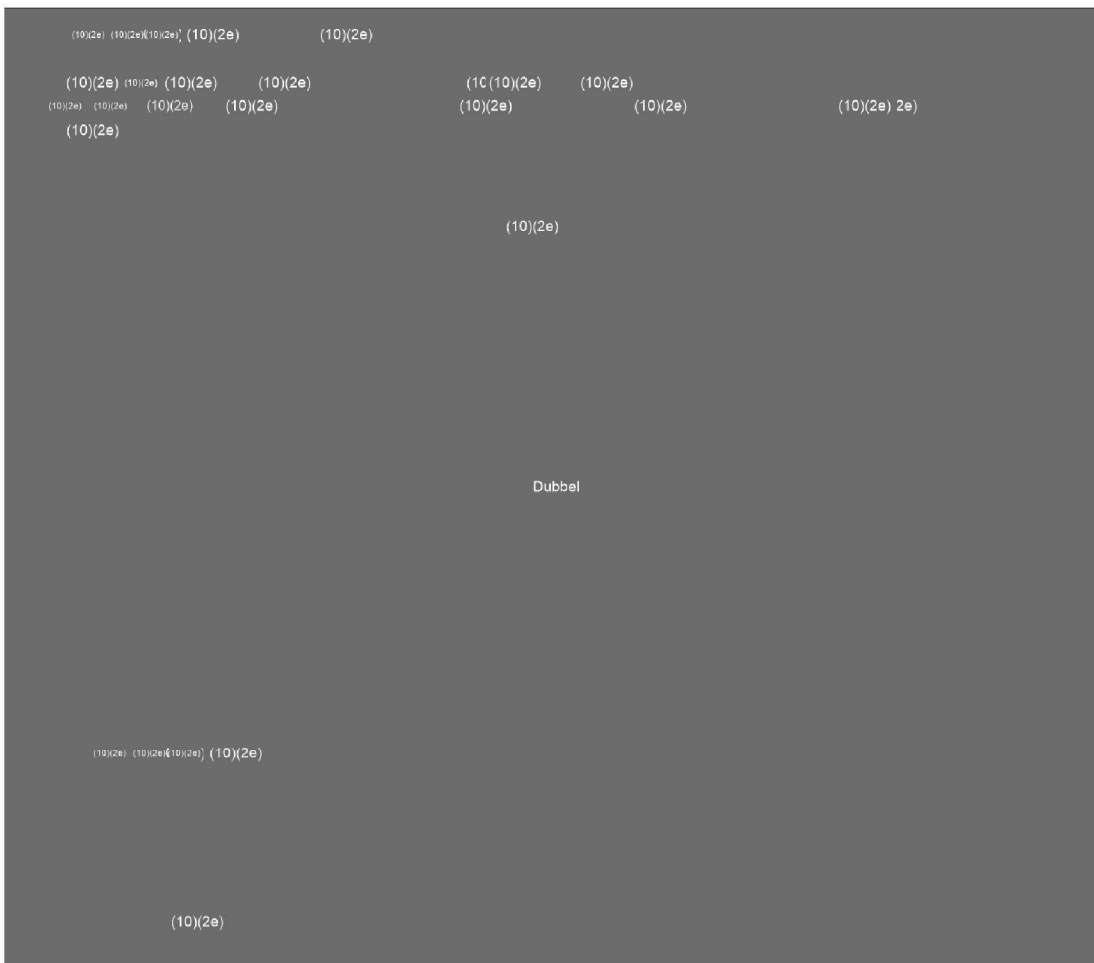 (10)(2e) (10)(2e) (10)(2e) (10)(2e) (10)(2e)
(10)(2e) (10)(2e) (10)(2e) (10)(2e) (10 (10)(2e) (10)(2e)
(10)(2e) (10)(2e) (10)(2e) (10)(2e) (10)(2e) (10)(2e) (10)(2e) 2e)
(10)(2e)
(10)(2e)
Dubbel
(10)(2e) (10)(2e) (10)(2e) (10)(2e)
(10)(2e)